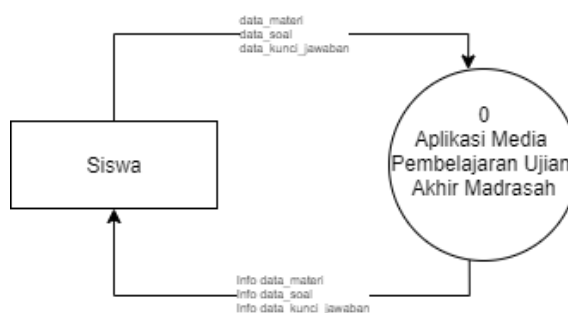 data_materi
data_soal
data_kunci_jawaban
Siswa
0
Aplikasi Media
Pembelajaran Ujian
Akhir Madrasah
Info data_materi
Info data_soal
Info data_kunci_jawaban